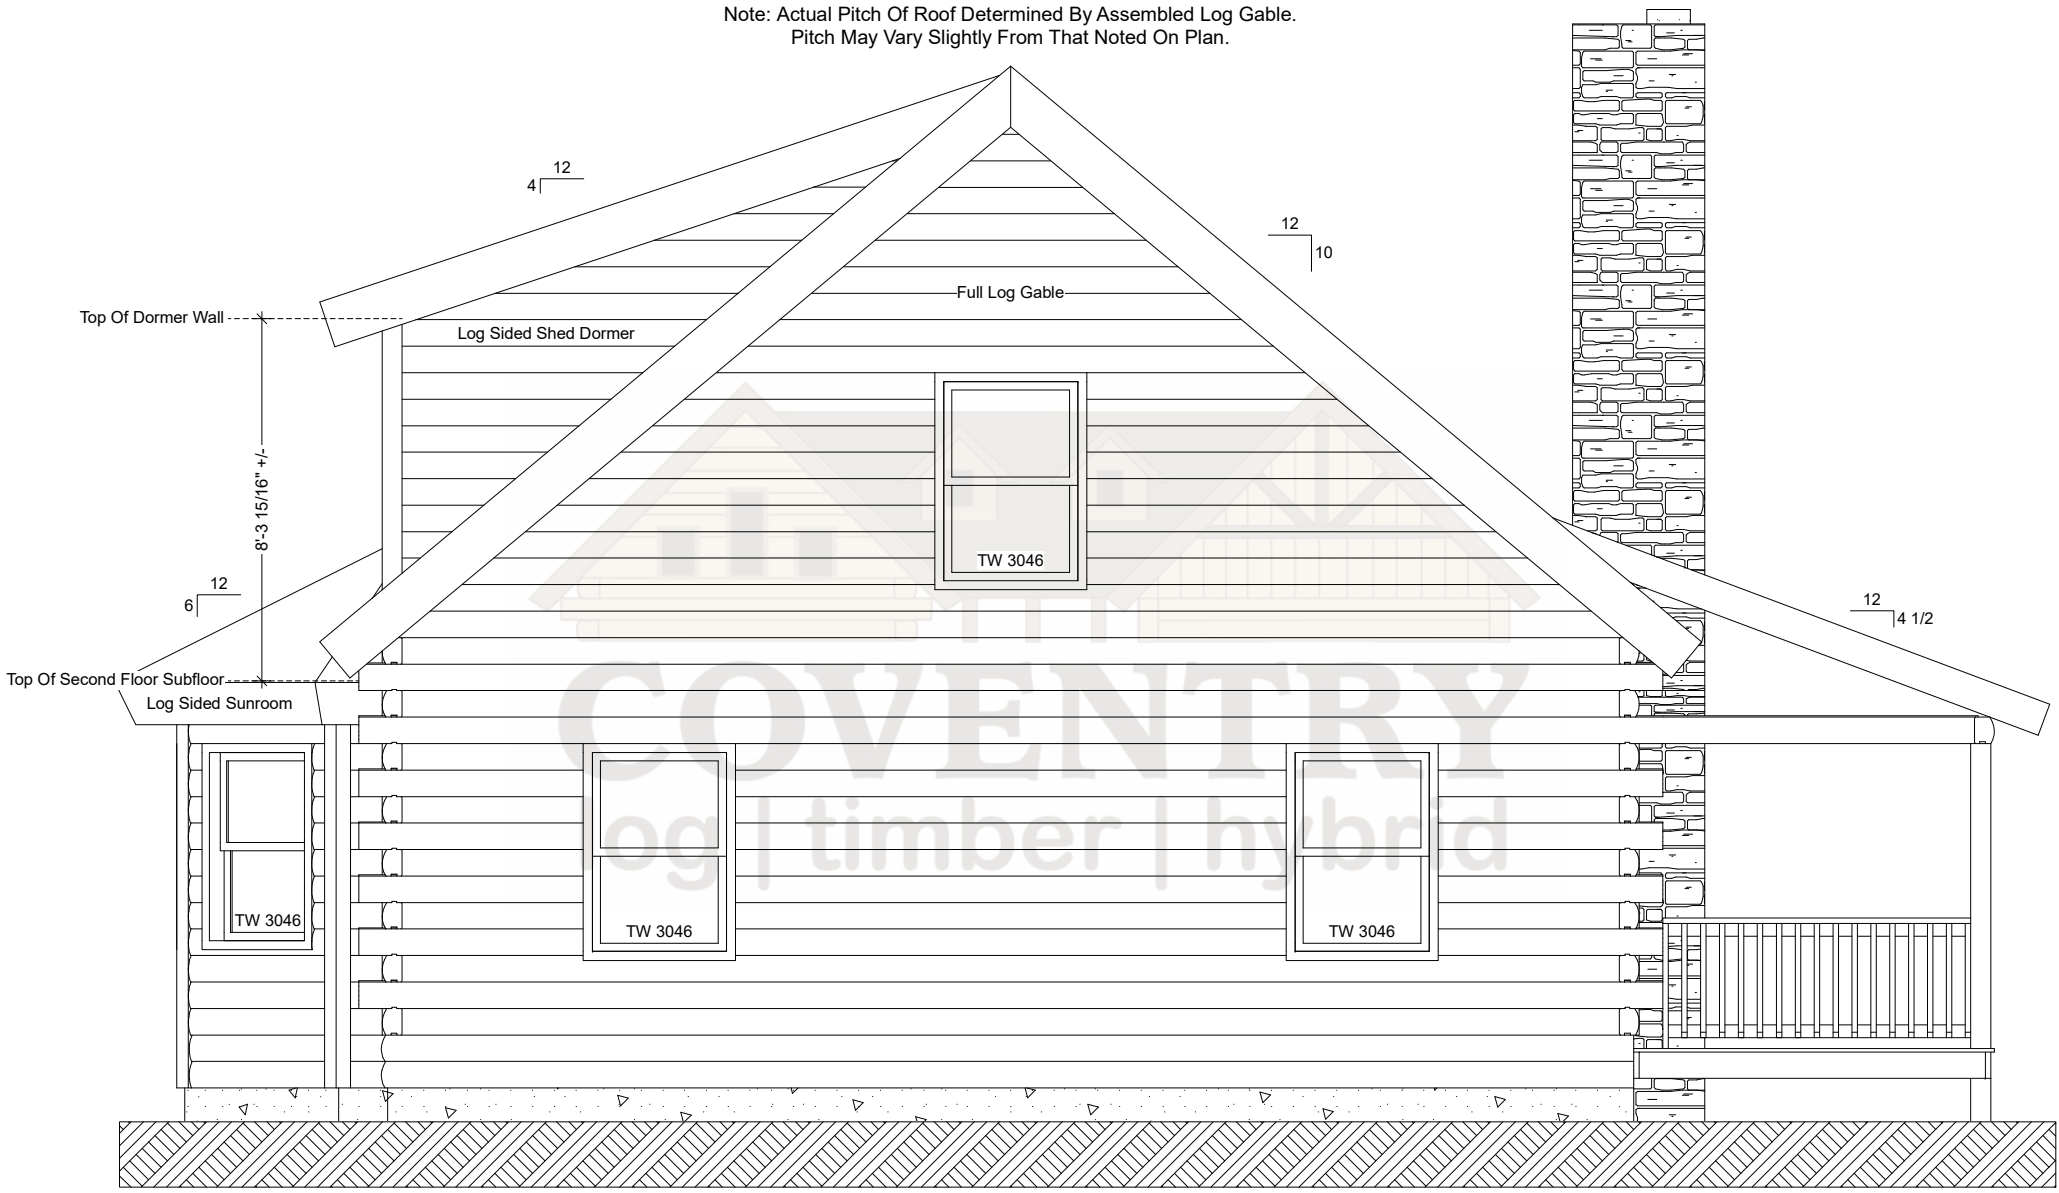 Note: Actual Pitch Of Roof Determined By Assembled Log Gable.
Pitch May Vary Slightly From That Noted On Plan.
12
4
12
10
Full Log Gable
Top Of Dormer Wall
Log Sided Shed Dormer
8'-3 15/16" +/-
TW 3046
12
6
12
4 1/2
Top Of Second Floor Subfloor
Log Sided Sunroom
COVENTRY
log | timber | hybrid
TW 3046
TW 3046
TW 3046